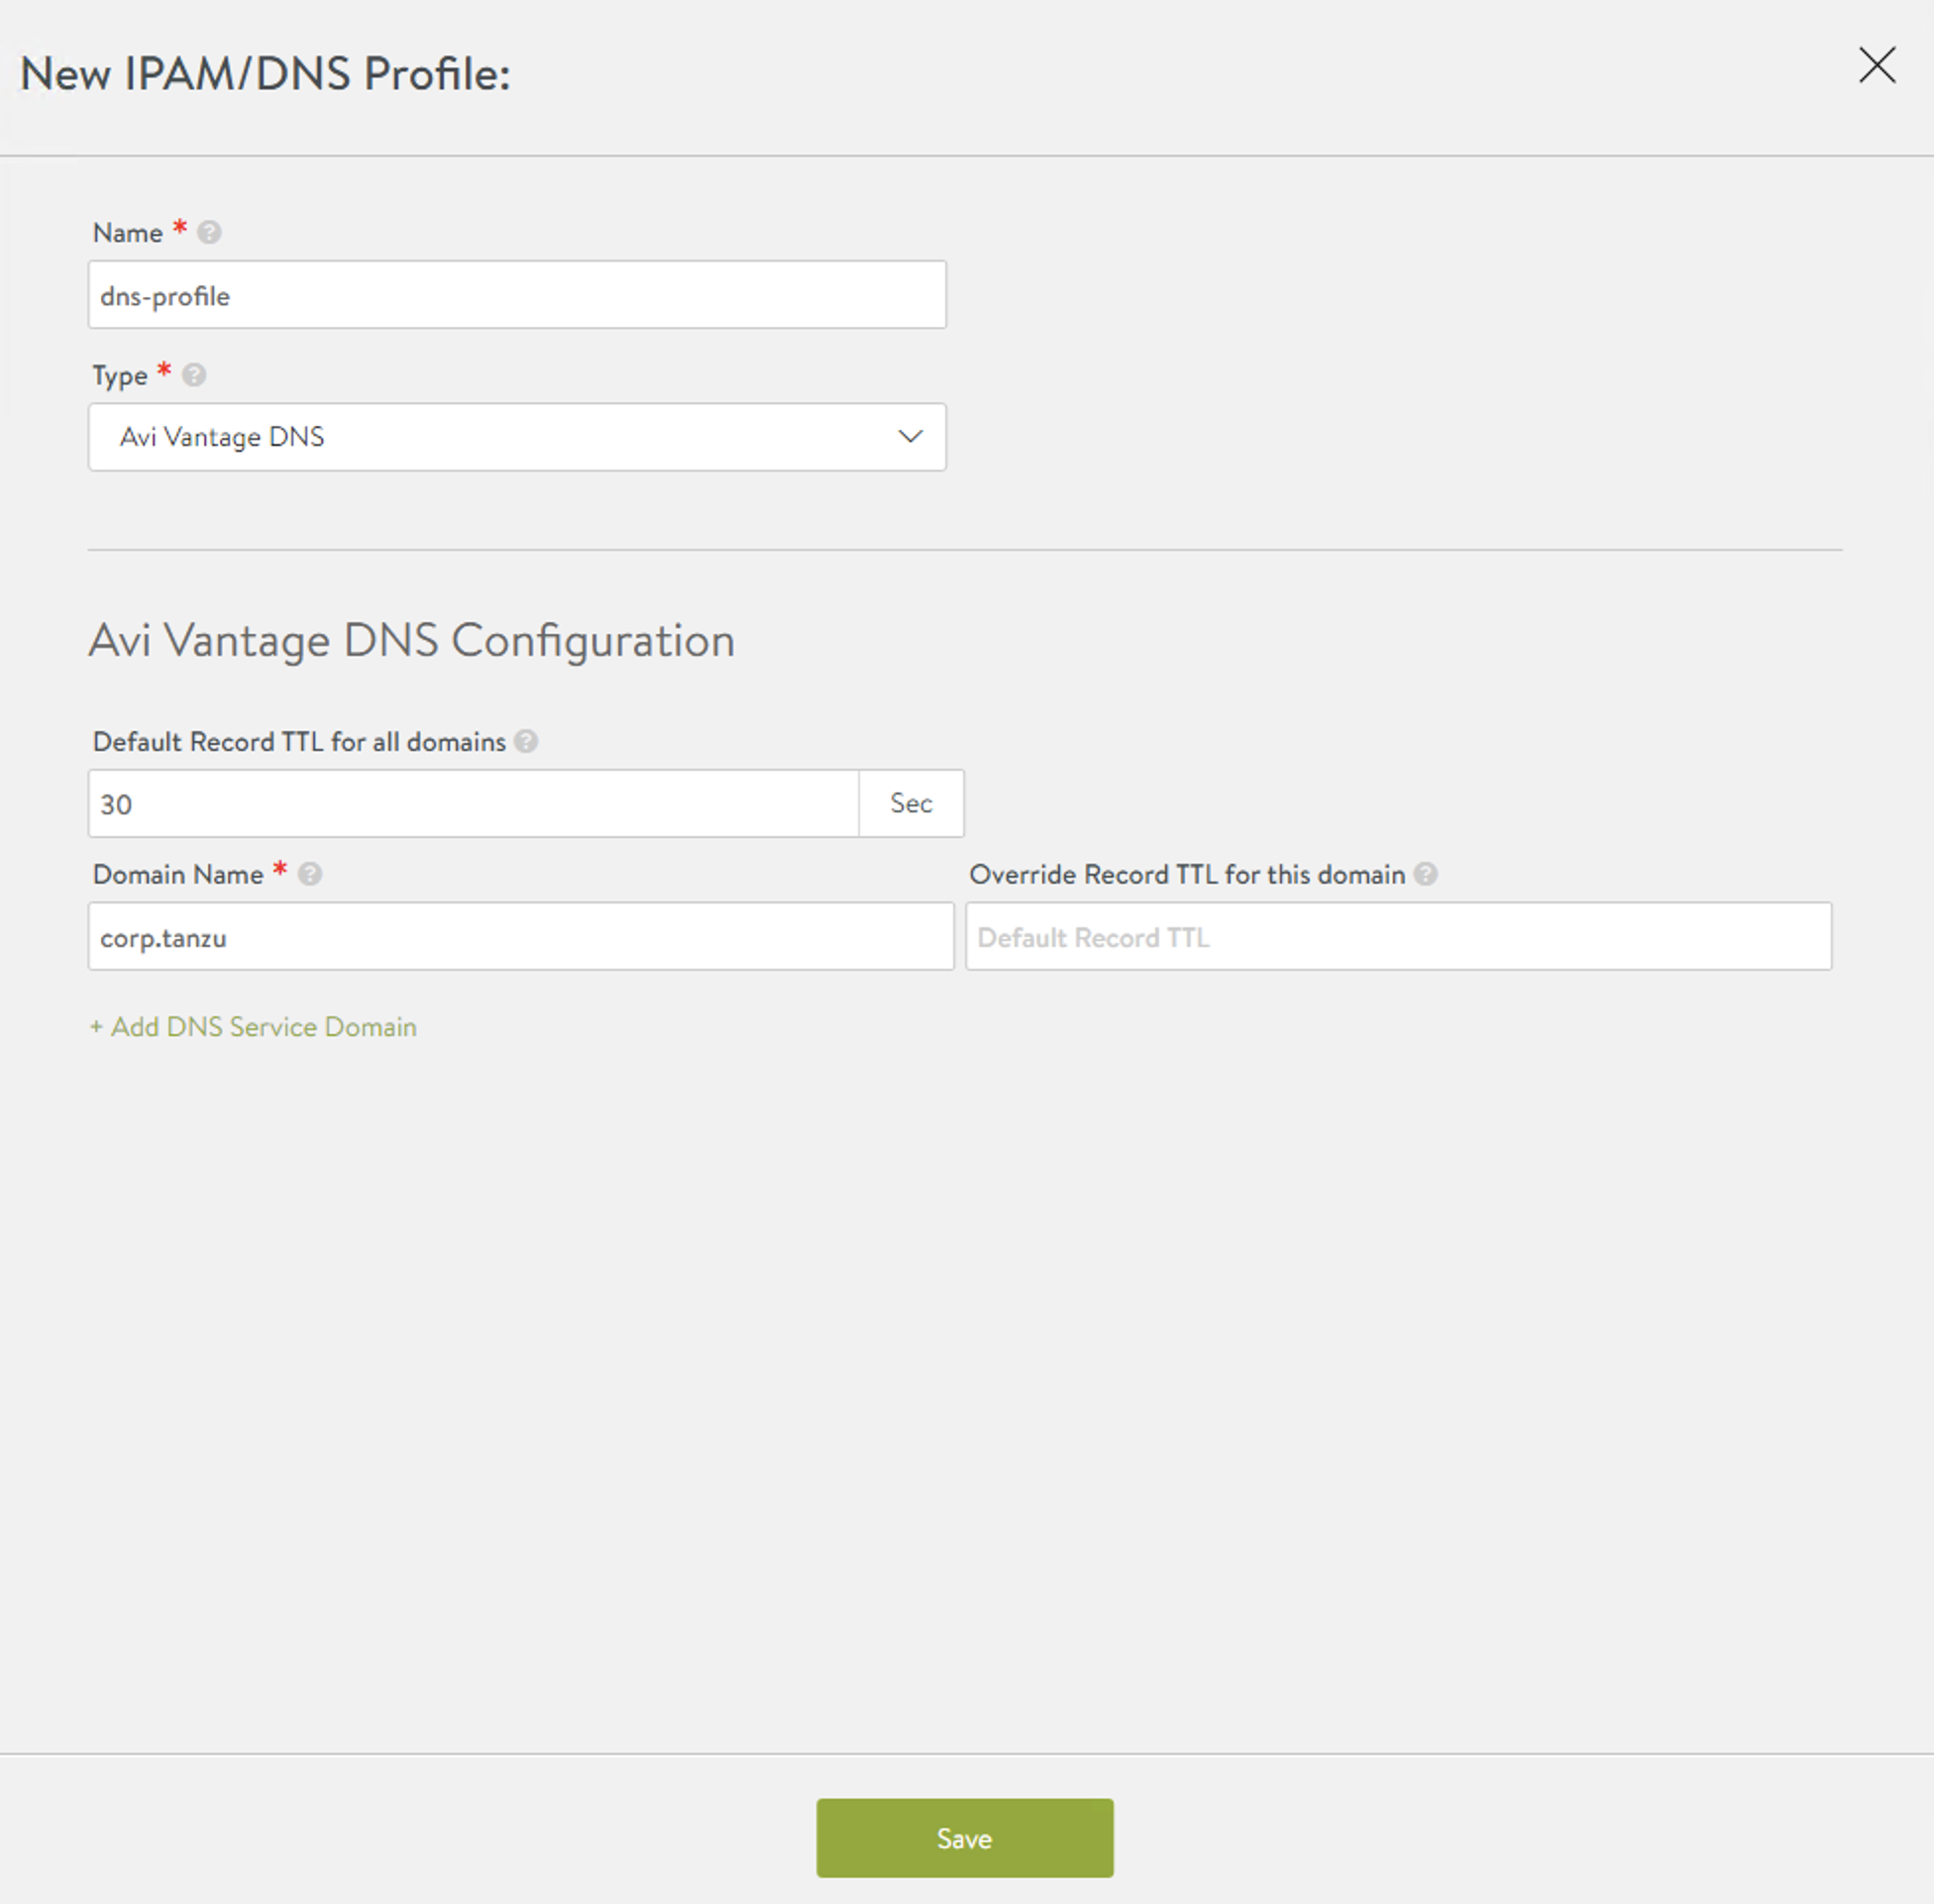 New IPAM/DNS Profile:
Name *
dns-profile
Type *
Avi Vantage DNS
Avi Vantage DNS Configuration
Default Record TTL for all domains
30 Sec
Domain Name * Override Record TTL for this domain
corp.tanzu Default Record TTL
+ Add DNS Service Domain
Save